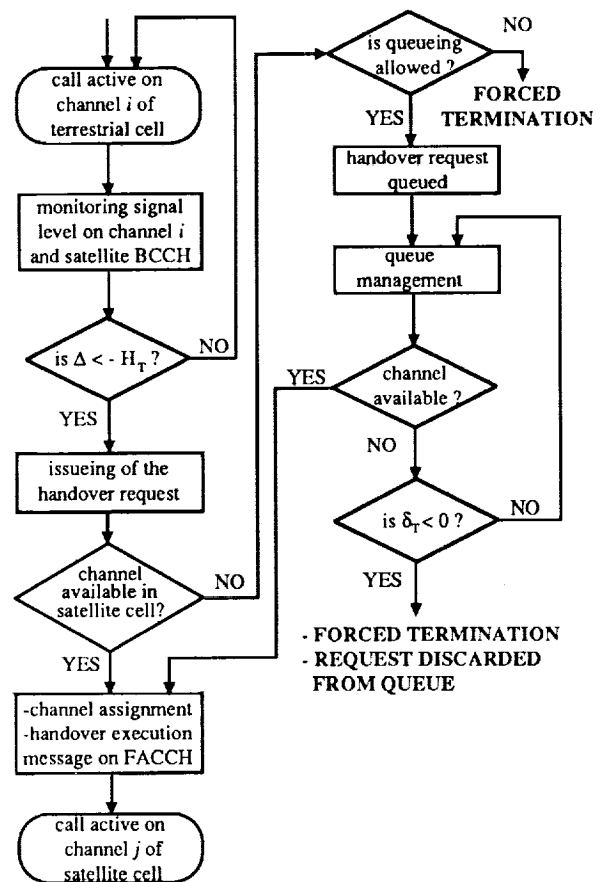 call active on
channel i of
terrestrial cell
monitoring signal
level on channel i
and satellite BCCH
is Δ < - H_T ?
NO
YES
issueing of the
handover request
channel
available in
satellite cell?
NO
YES
-channel assignment
-handover execution
message on FACCH
call active on
channel j of
satellite cell
is queueing
allowed ?
NO
FORCED
TERMINATION
YES
handover request
queued
queue
management
YES
channel
available ?
NO
is δ_T < 0 ?
NO
YES
- FORCED TERMINATION
- REQUEST DISCARDED
FROM QUEUE